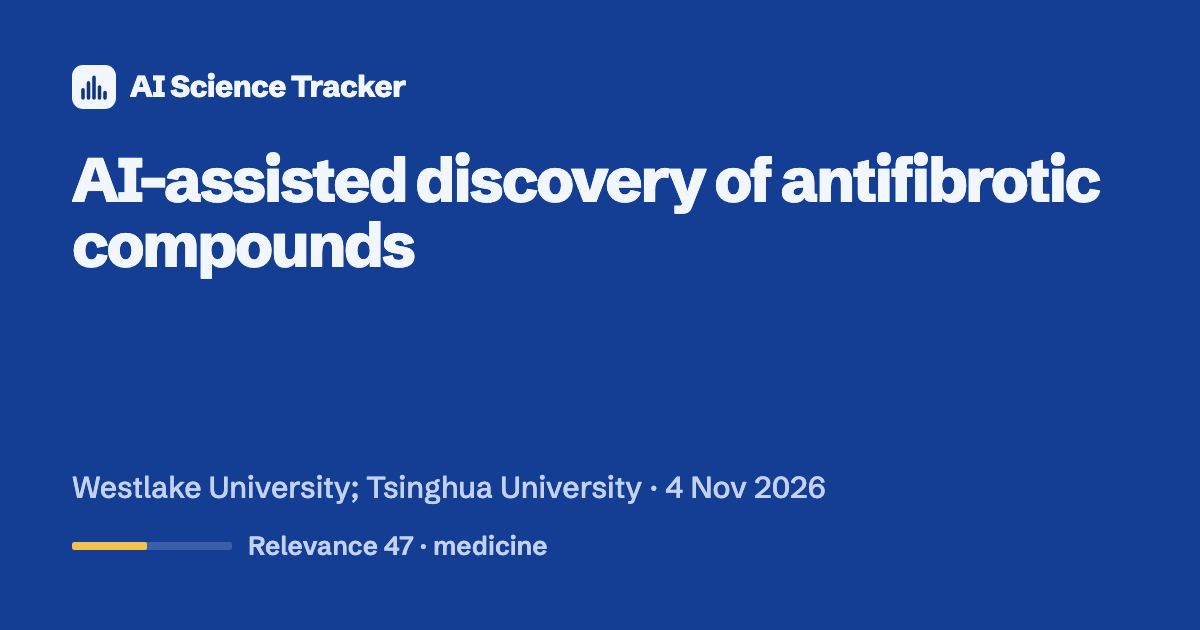 AI Science Tracker
AI-assisted discovery of antifibrotic
compounds
Westlake University; Tsinghua University · 4 Nov 2026
Relevance 47 · medicine